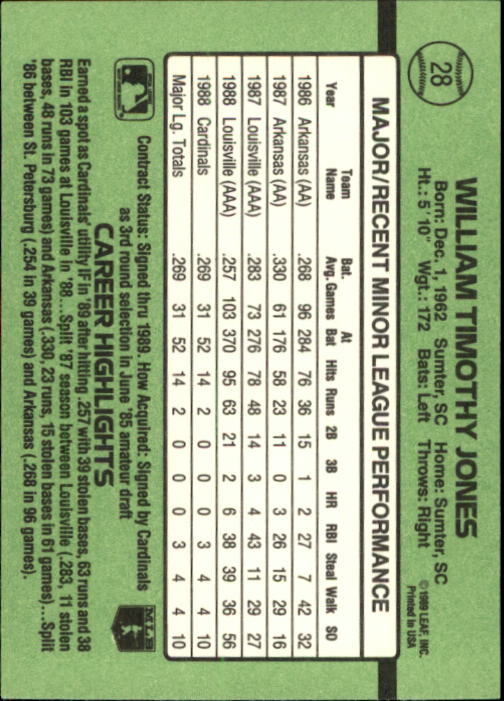 28
WILLIAM TIMOTHY JONES
Born: Dec. 1, 1962 Sumter, SC Home: Sumter, SC
Ht.: 5'10" Wgt.: 172 Bats: Left Throws: Right
© 1989 LEAF, INC.
Printed in USA
MAJOR/RECENT MINOR LEAGUE PERFORMANCE
Team Bat. At
Year Name Avg. Games Bat Hits Runs 2B 3B HR RBI Steal Walk SO
1986 Arkansas (AA) .268 96 284 76 36 15 1 2 27 7 42 32
1987 Arkansas (AA) .330 61 176 58 23 11 0 3 26 15 29 16
1987 Louisville (AAA) .283 73 276 78 48 14 3 4 43 11 29 27
1988 Louisville (AAA) .257 103 370 95 63 21 2 6 38 39 36 56
1988 Cardinals .269 31 52 14 2 0 0 0 3 4 4 10
Major Lg. Totals .269 31 52 14 2 0 0 0 3 4 4 10
Contract Status: Signed thru 1989. How Acquired: Signed by Cardinals
as 3rd round selection in June '85 amateur draft
MLB
CAREER HIGHLIGHTS
Earned a spot as Cardinals' utility IF in '89 after hitting .257 with 39 stolen bases, 63 runs and 38
RBI in 103 games at Louisville in '88... Split '87 season between Louisville (.283, 11 stolen
bases, 48 runs in 73 games) and Arkansas (.330, 23 runs, 15 stolen bases in 61 games)...Split
'86 between St. Petersburg (.254 in 39 games) and Arkansas (.268 in 96 games).